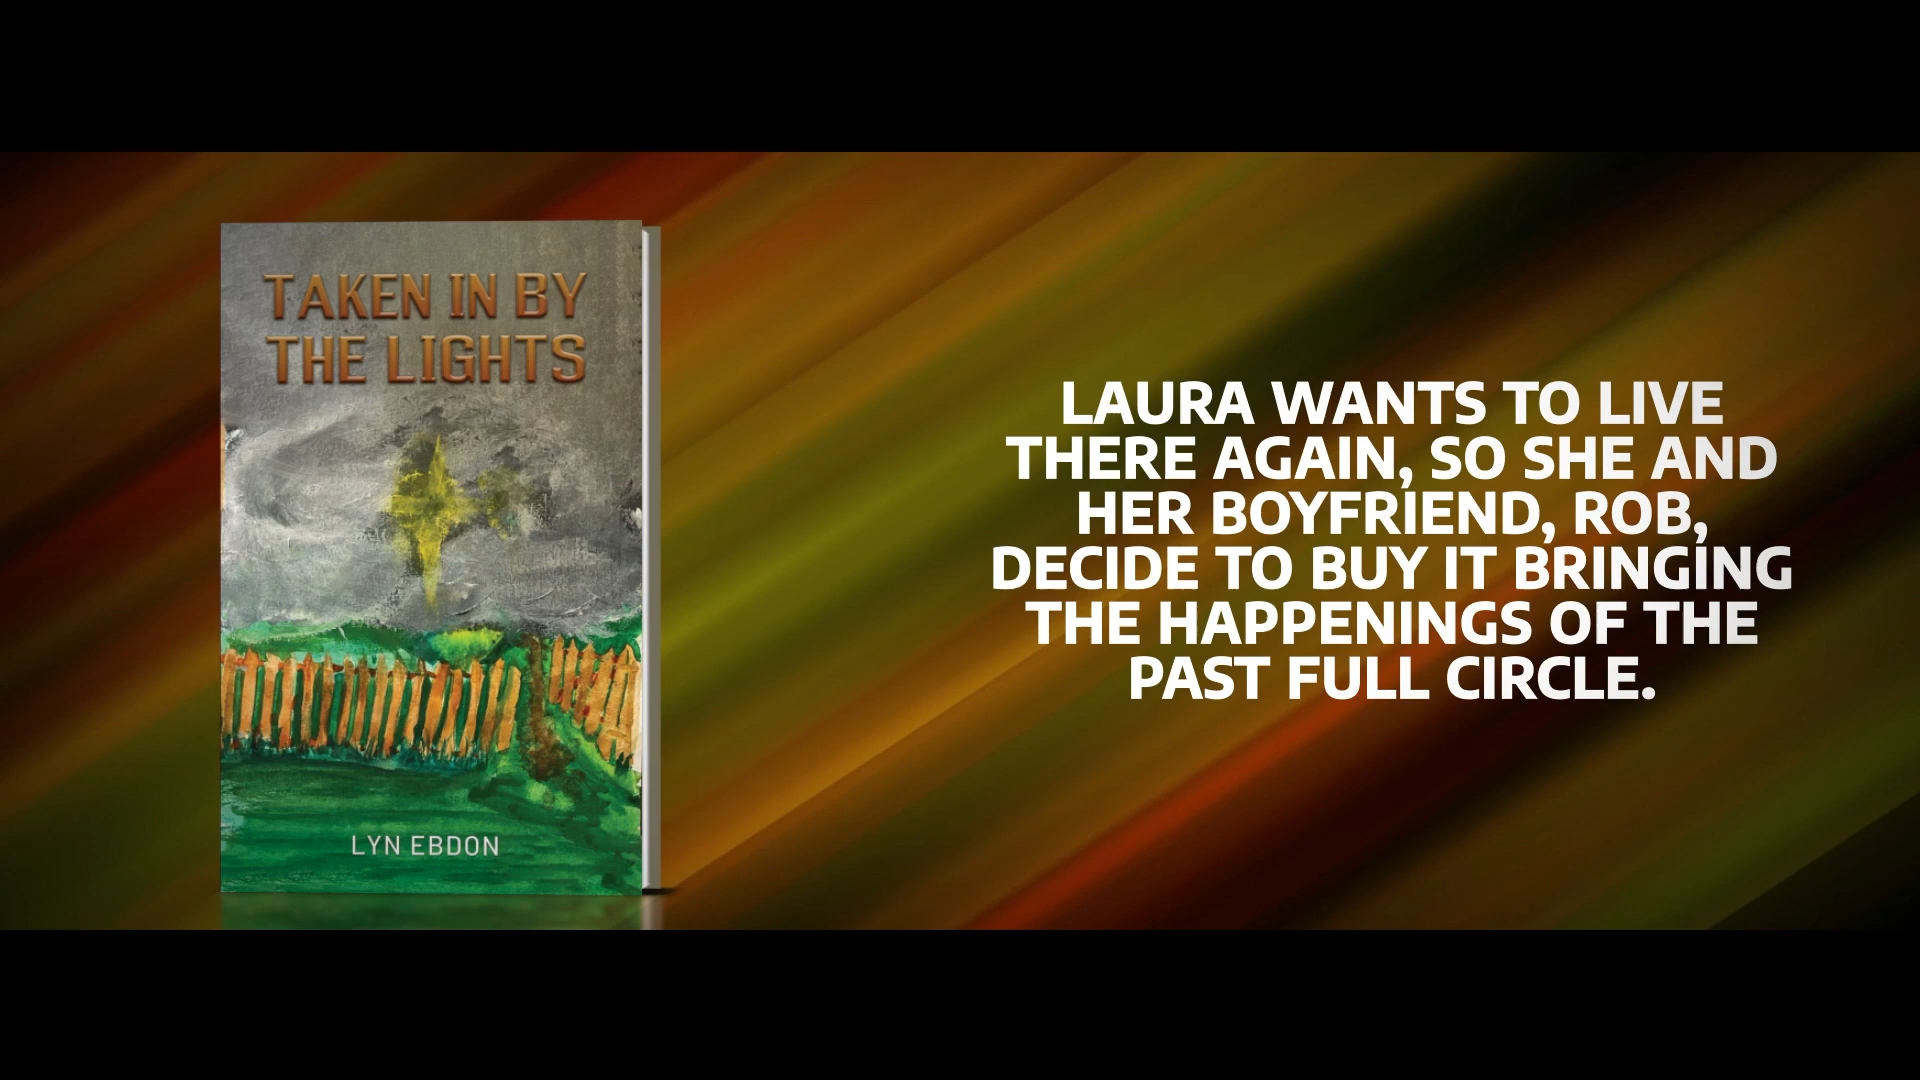 TAKEN IN BY
THE LIGHTS
LYN EBDON
LAURA WANTS TO LIVE
THERE AGAIN, SO SHE AND
HER BOYFRIEND, ROB,
DECIDE TO BUY IT BRINGING
THE HAPPENINGS OF THE
PAST FULL CIRCLE.